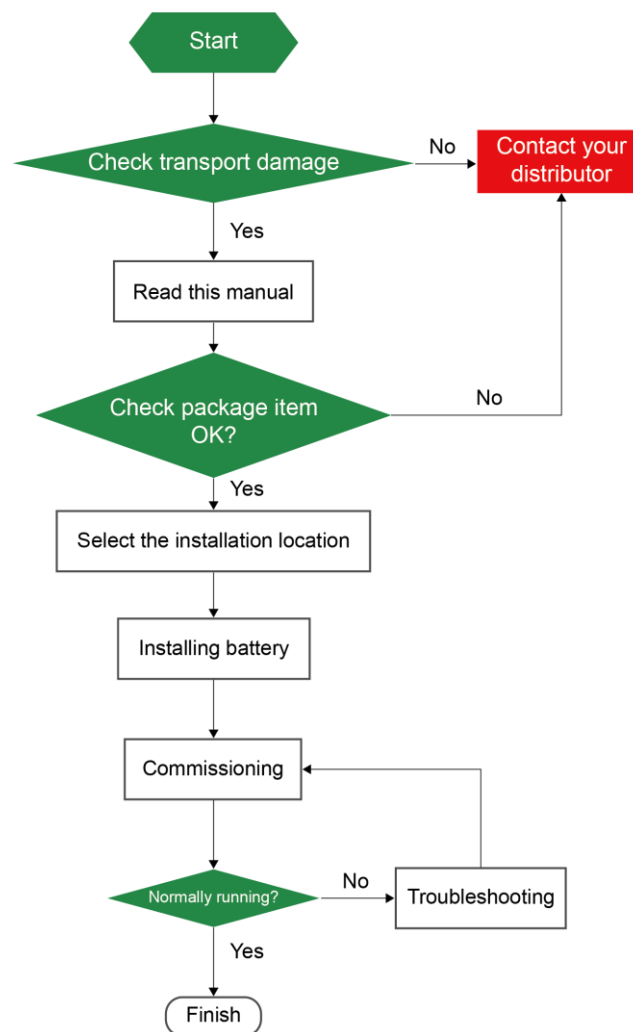 Start
Check transport damage
No
Contact your
distributor
Yes
Read this manual
Check package item
OK?
No
Yes
Select the installation location
Installing battery
Commissioning
Normally running?
No
Troubleshooting
Yes
Finish